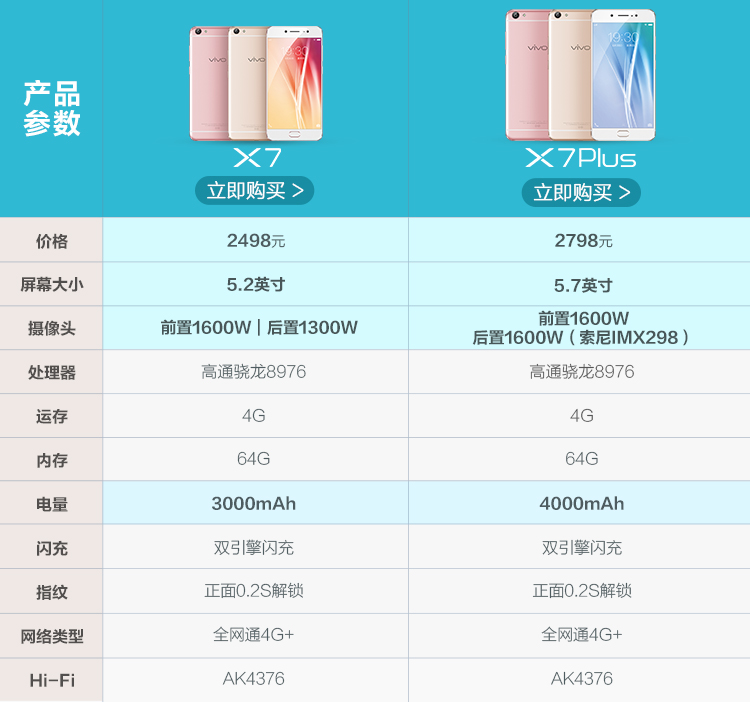 产品
参数
vivo vivo 19:30
vivo vivo 19:30
X7
X7Plus
立即购买 >
立即购买 >
价格 2498元 2798元
屏幕大小 5.2英寸 5.7英寸
摄像头 前置1600W | 后置1300W 前置1600W
后置1600W（索尼IMX298）
处理器 高通骁龙8976 高通骁龙8976
运存 4G 4G
内存 64G 64G
电量 3000mAh 4000mAh
闪充 双引擎闪充 双引擎闪充
指纹 正面0.2S解锁 正面0.2S解锁
网络类型 全网通4G+ 全网通4G+
Hi-Fi AK4376 AK4376